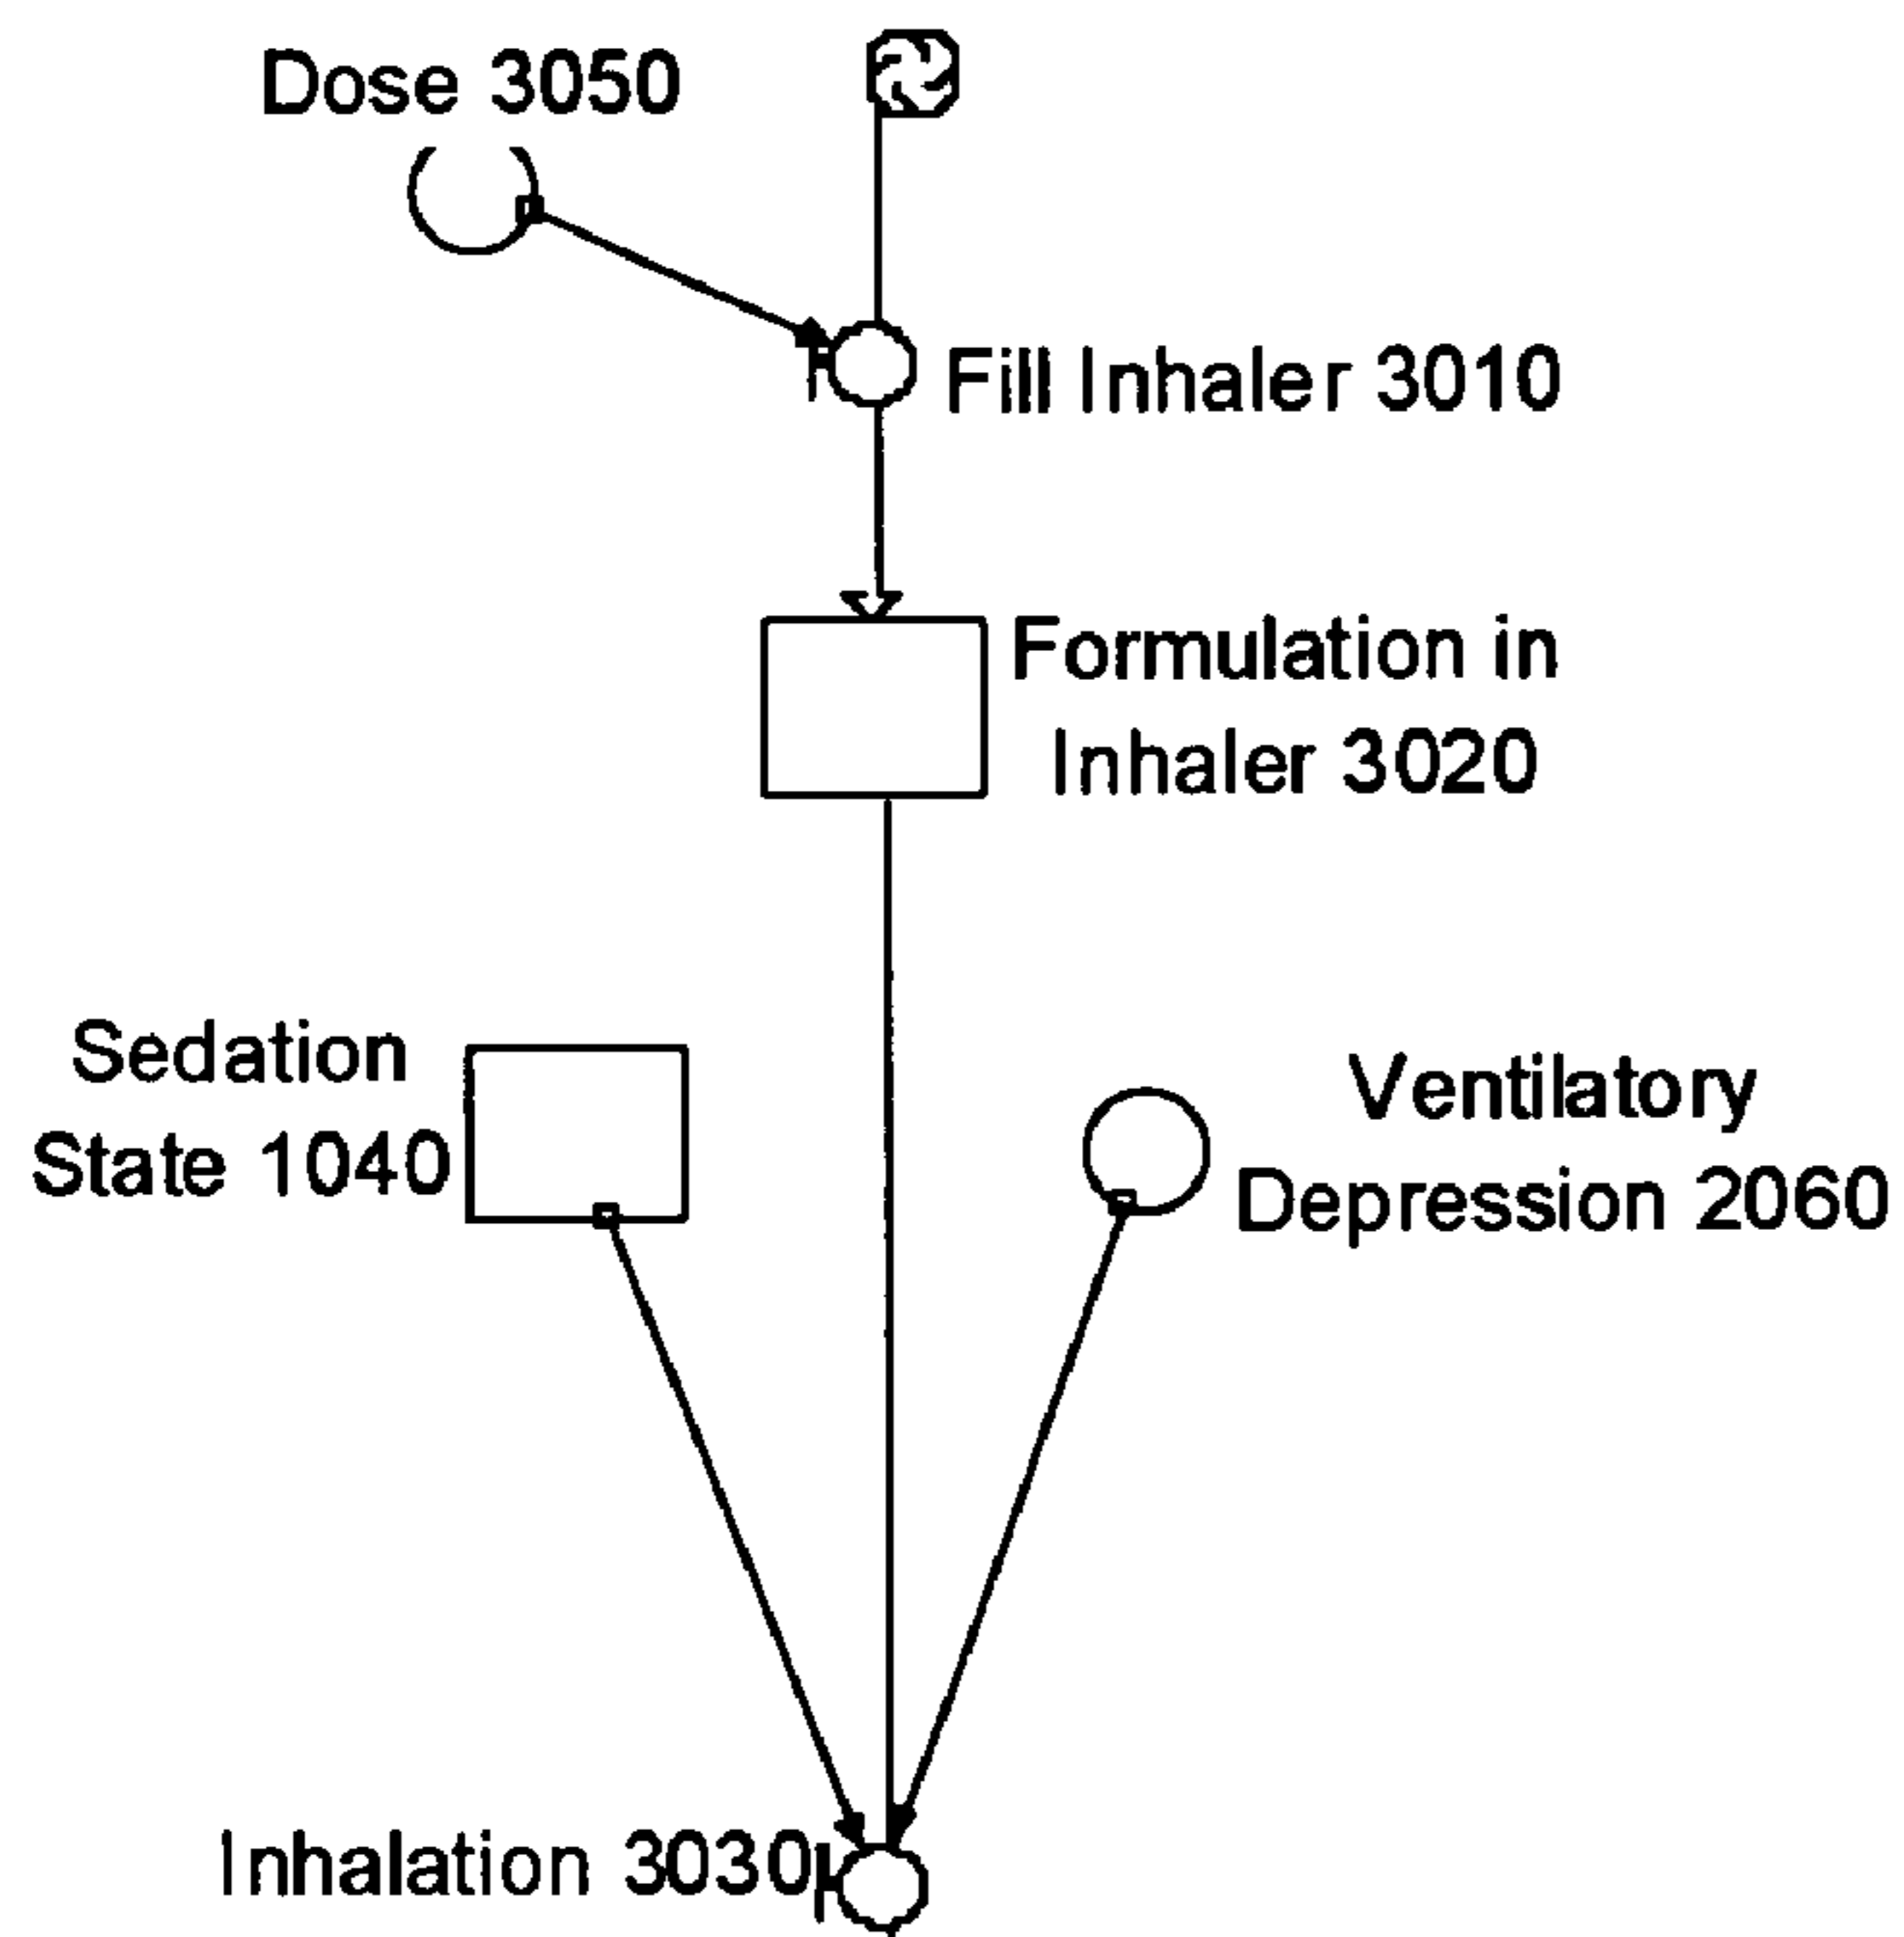 Dose 3050
Fill Inhaler 3010
Formulation in
Inhaler 3020
Sedation
State 1040
Ventilatory
Depression 2060
Inhalation 3030